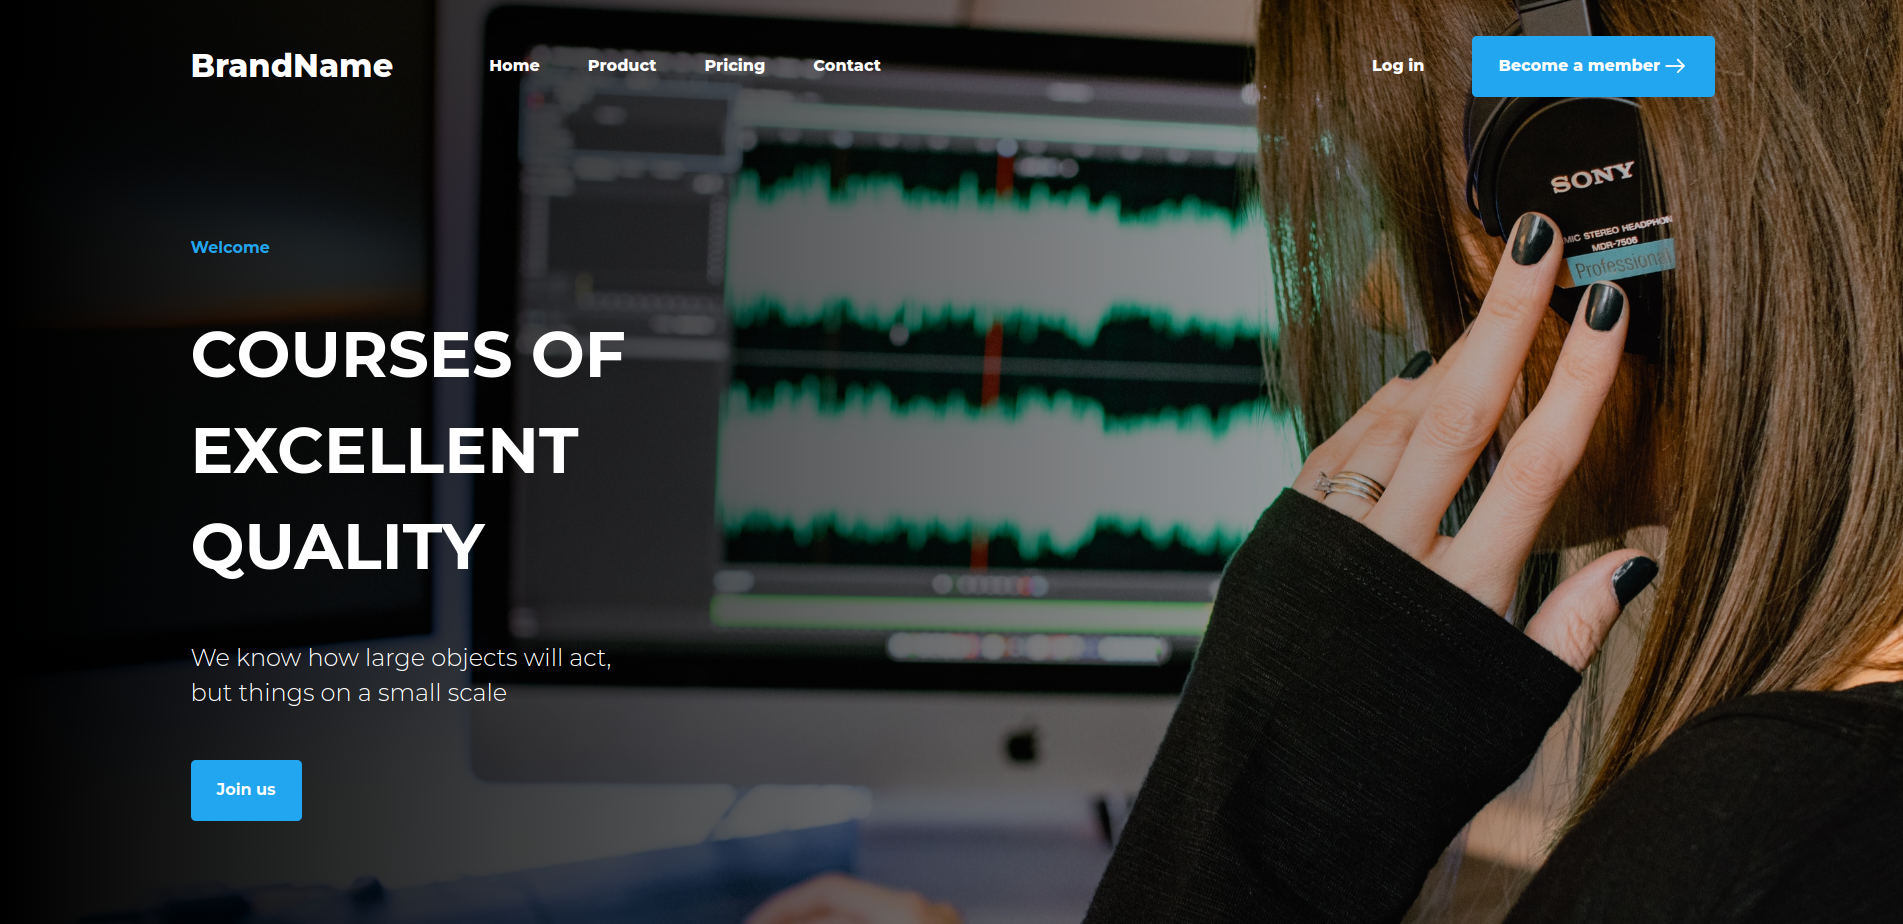 BrandName
Home
Product
Pricing
Contact
Log in
Become a member
Welcome
COURSES OF
EXCELLENT
QUALITY
We know how large objects will act,
but things on a small scale
Join us
SONY
MIC STEREO HEADPHON
MDR-7506
Professional